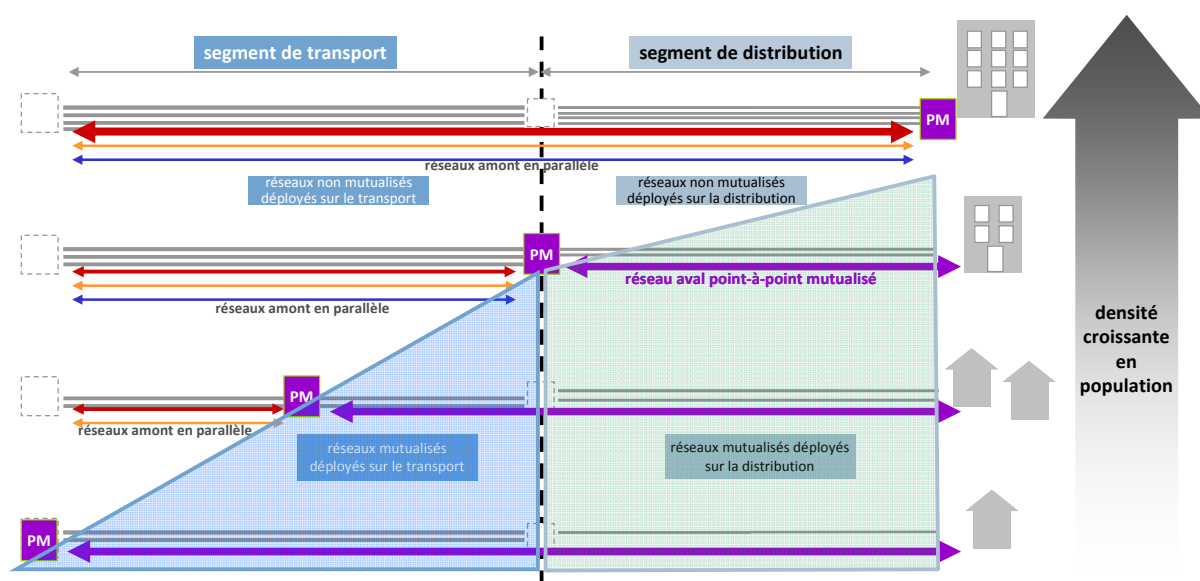 segment de transport
segment de distribution
PM
réseaux amont en parallèle
réseaux non mutualisés
déployés sur le transport
réseaux non mutualisés
déployés sur la distribution
PM
réseau aval point-à-point mutualisé
réseaux amont en parallèle
densité
croissante
en
population
PM
réseaux amont en parallèle
réseaux mutualisés
déployés sur le transport
réseaux mutualisés déployés
sur la distribution
PM